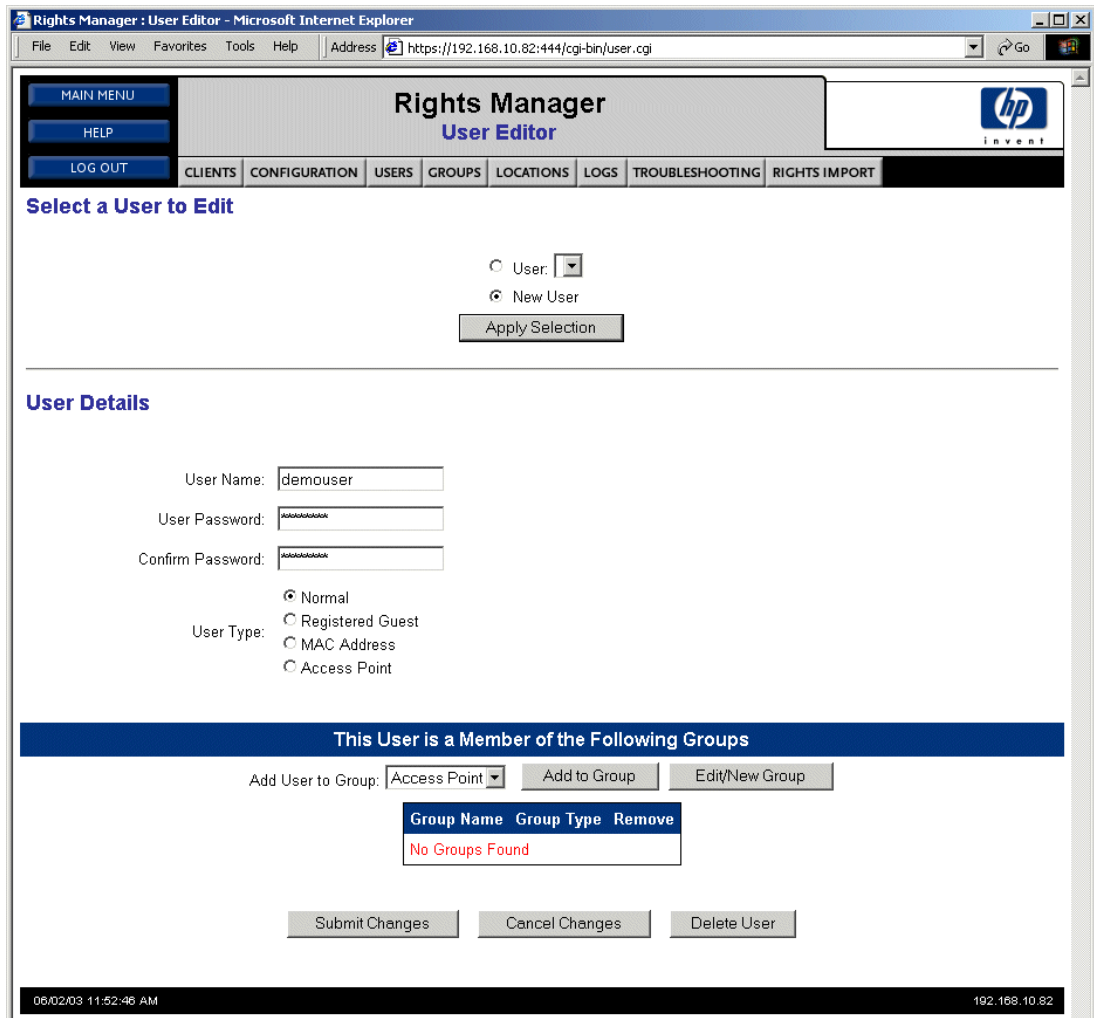 Rights Manager : User Editor - Microsoft Internet Explorer
File Edit View Favorites Tools Help Address https://192.168.10.82:444/cgi-bin/user.cgi Go
MAIN MENU
HELP
LOG OUT
Rights Manager
User Editor
hp
invent
CLIENTS CONFIGURATION USERS GROUPS LOCATIONS LOGS TROUBLESHOOTING RIGHTS IMPORT
Select a User to Edit
User:
New User
Apply Selection
User Details
User Name: demouser
User Password: *********
Confirm Password: *********
User Type:
Normal
Registered Guest
MAC Address
Access Point
This User is a Member of the Following Groups
Add User to Group: Access Point Add to Group Edit/New Group
Group Name Group Type Remove
No Groups Found
Submit Changes Cancel Changes Delete User
06/02/03 11:52:46 AM 192.168.10.82